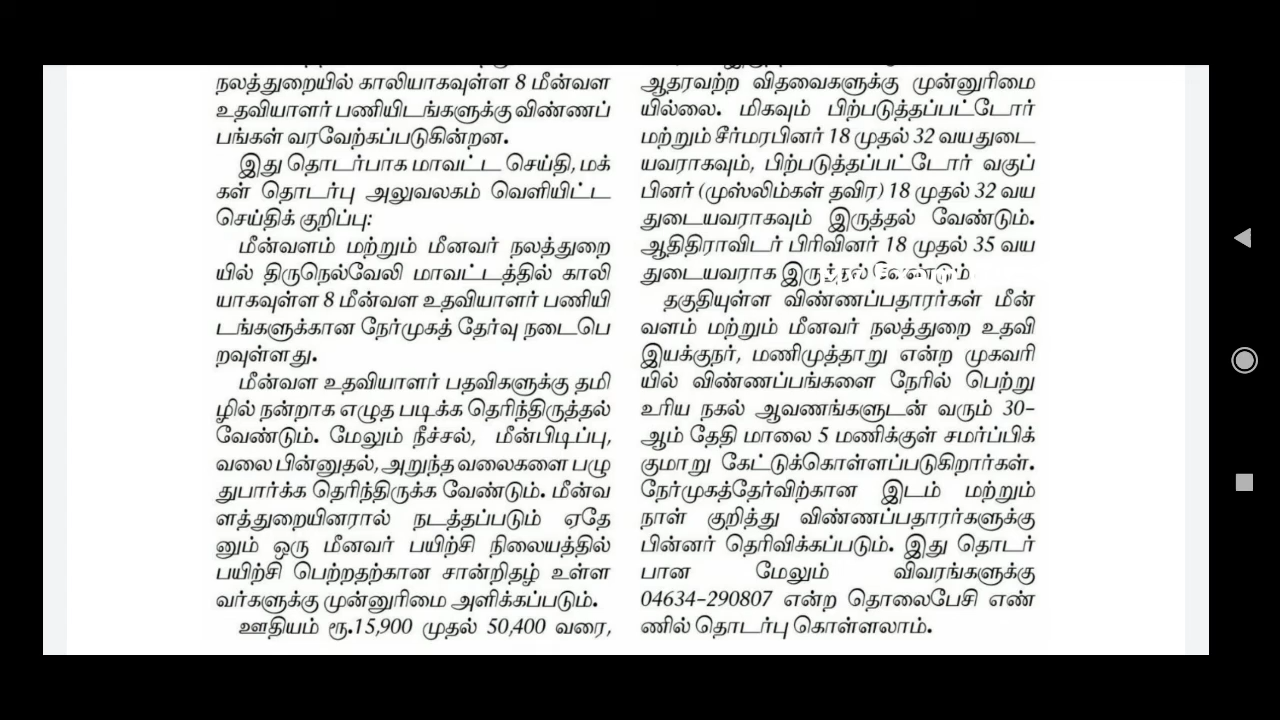 நலத்துறையில் காலியாகவுள்ள 8 மீன்வள
உதவியாளர் பணியிடங்களுக்கு விண்ணப்
பங்கள் வரவேற்கப்படுகின்றன.
இது தொடர்பாக மாவட்ட செய்தி, மக்
கள் தொடர்பு அலுவலகம் வெளியிட்ட
செய்திக் குறிப்பு:
மீன்வளம் மற்றும் மீனவர் நலத்துறை
யில் திருநெல்வேலி மாவட்டத்தில் காலி
யாகவுள்ள 8 மீன்வள உதவியாளர் பணியி
டங்களுக்கான நேர்முகத் தேர்வு நடைபெ
றவுள்ளது.
மீன்வள உதவியாளர் பதவிகளுக்கு தமி
ழில் நன்றாக எழுத படிக்க தெரிந்திருத்தல்
வேண்டும். மேலும் நீச்சல், மீன்பிடிப்பு,
வலை பின்னுதல், அறுந்த வலைகளை பழு
துபார்க்க தெரிந்திருக்க வேண்டும். மீன்வ
ளத்துறையினரால் நடத்தப்படும் ஏதே
னும் ஒரு மீனவர் பயிற்சி நிலையத்தில்
பயிற்சி பெற்றதற்கான சான்றிதழ் உள்ள
வர்களுக்கு முன்னுரிமை அளிக்கப்படும்.
ஊதியம் ரூ.15,900 முதல் 50,400 வரை,
ஆதரவற்ற விதவைகளுக்கு முன்னுரிமை
யில்லை. மிகவும் பிற்படுத்தப்பட்டோர்
மற்றும் சீர்மரபினர் 18 முதல் 32 வயதுடை
யவராகவும், பிற்படுத்தப்பட்டோர் வகுப்
பினர் (முஸ்லிம்கள் தவிர) 18 முதல் 32 வய
துடையவராகவும் இருத்தல் வேண்டும்.
ஆதிதிராவிடர் பிரிவினர் 18 முதல் 35 வய
துடையவராக இருத்தல் வேண்டும்
தகுதியுள்ள விண்ணப்பதாரர்கள் மீன்
வளம் மற்றும் மீனவர் நலத்துறை உதவி
இயக்குநர், மணிமுத்தாறு என்ற முகவரி
யில் விண்ணப்பங்களை நேரில் பெற்று
உரிய நகல் ஆவணங்களுடன் வரும் 30-
ஆம் தேதி மாலை 5 மணிக்குள் சமர்ப்பிக்
குமாறு கேட்டுக்கொள்ளப்படுகிறார்கள்.
நேர்முகத்தேர்விற்கான இடம் மற்றும்
நாள் குறித்து விண்ணப்பதாரர்களுக்கு
பின்னர் தெரிவிக்கப்படும். இது தொடர்
பான மேலும் விவரங்களுக்கு
04634-290807 என்ற தொலைபேசி எண்
ணில் தொடர்பு கொள்ளலாம்.